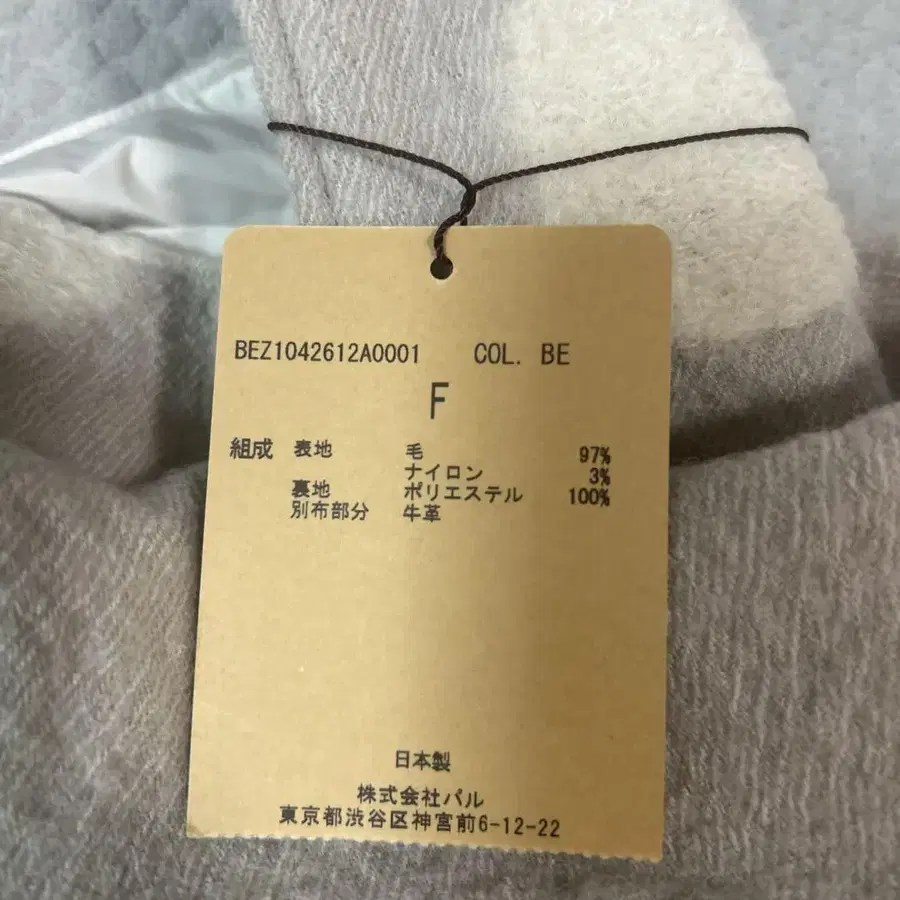 BEZ1042612A0001 COL. BE
F
組成 表地 毛 97%
ナイロン 3%
裏地 ポリエステル 100%
別布部分 牛革
日本製
株式会社パル
東京都渋谷区神宮前6-12-22